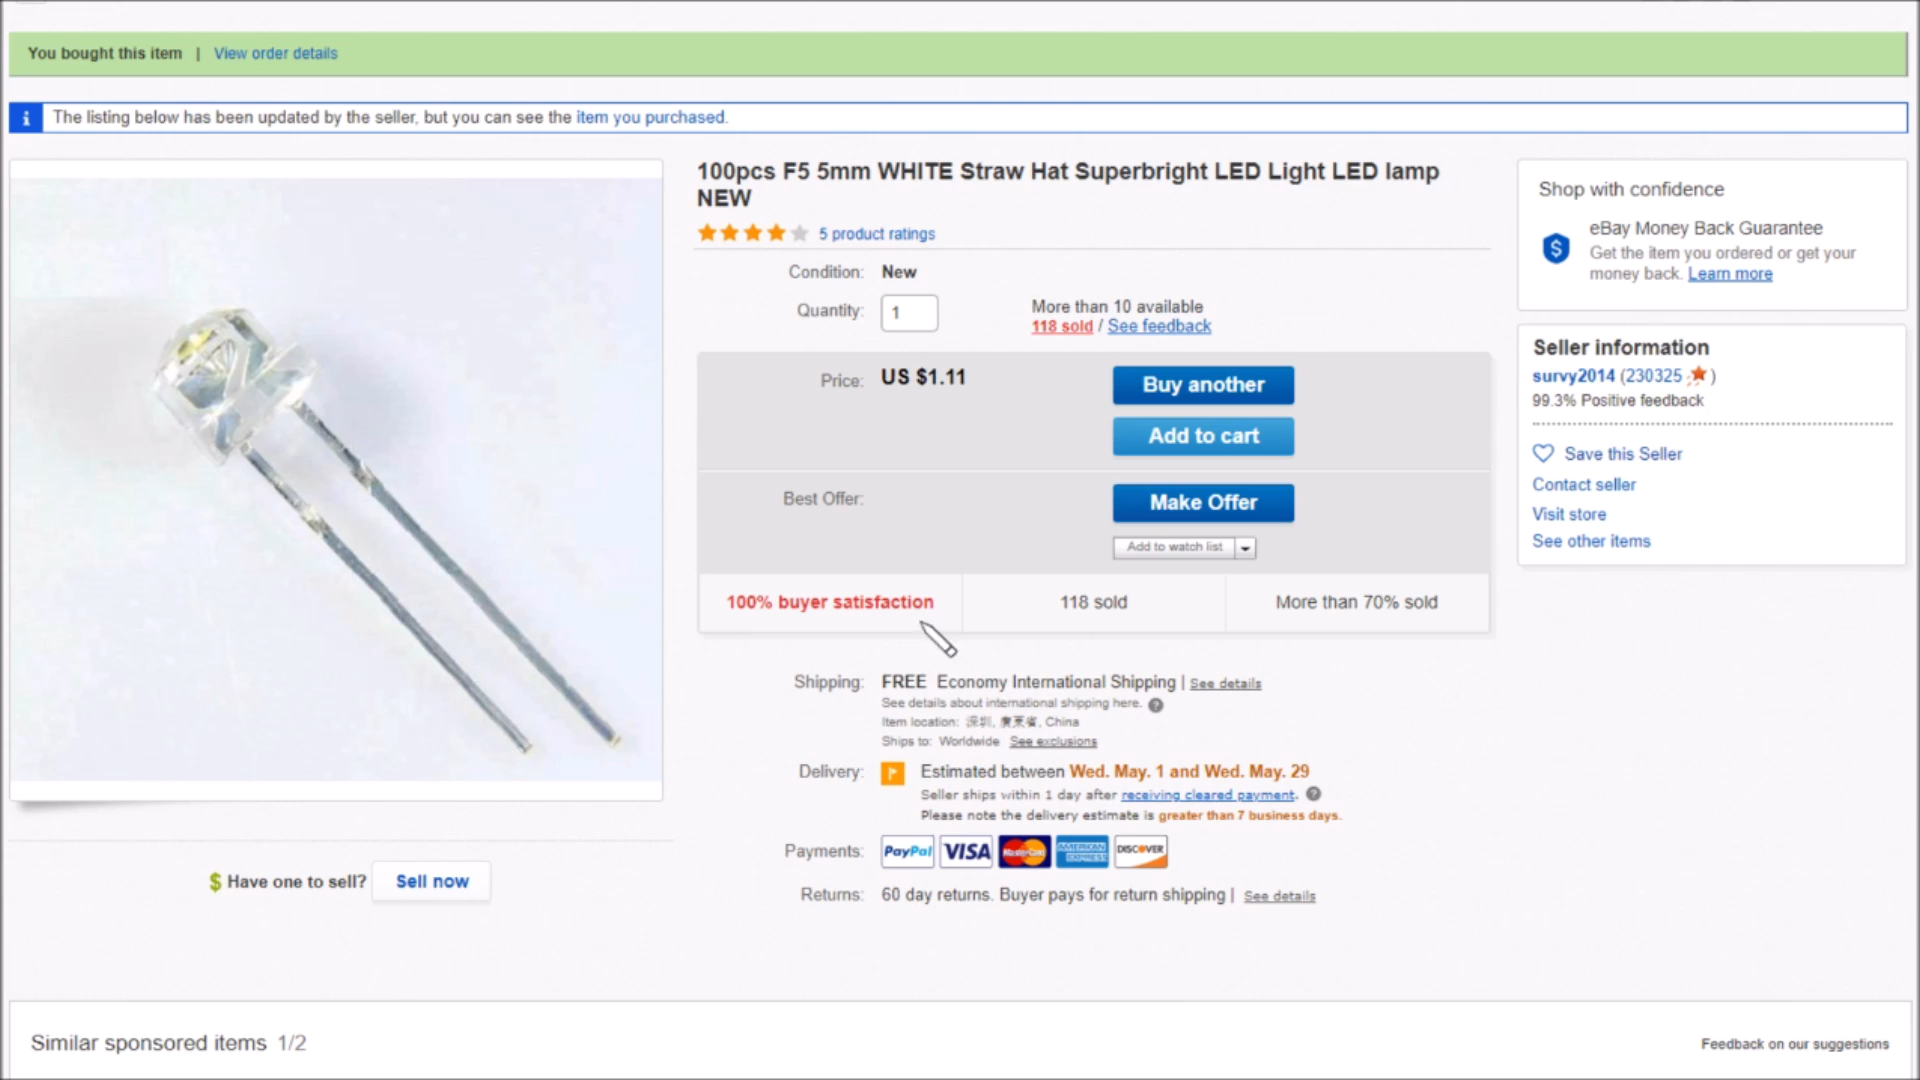 You bought this item | View order details
The listing below has been updated by the seller, but you can see the item you purchased.
100pcs F5 5mm WHITE Straw Hat Superbright LED Light LED lamp
NEW
5 product ratings
Condition: New
Quantity: 1
More than 10 available
118 sold / See feedback
Price: US $1.11
Buy another
Add to cart
Best Offer:
Make Offer
Add to watch list
100% buyer satisfaction
118 sold
More than 70% sold
Shipping: FREE Economy International Shipping | See details
See details about international shipping here.
Item location: 深圳, China
Ships to: Worldwide See exclusions
Delivery: Estimated between Wed. May. 1 and Wed. May. 29
Seller ships within 1 day after receiving cleared payment.
Please note the delivery estimate is greater than 7 business days.
Payments: PayPal VISA MasterCard AMERICAN EXPRESS DISCOVER
Returns: 60 day returns. Buyer pays for return shipping | See details
$ Have one to sell? Sell now
Shop with confidence
eBay Money Back Guarantee
Get the item you ordered or get your
money back. Learn more
Seller information
survy2014 (230325)
99.3% Positive feedback
Save this Seller
Contact seller
Visit store
See other items
Similar sponsored items 1/2
Feedback on our suggestions